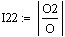 I22 := |O2/O|